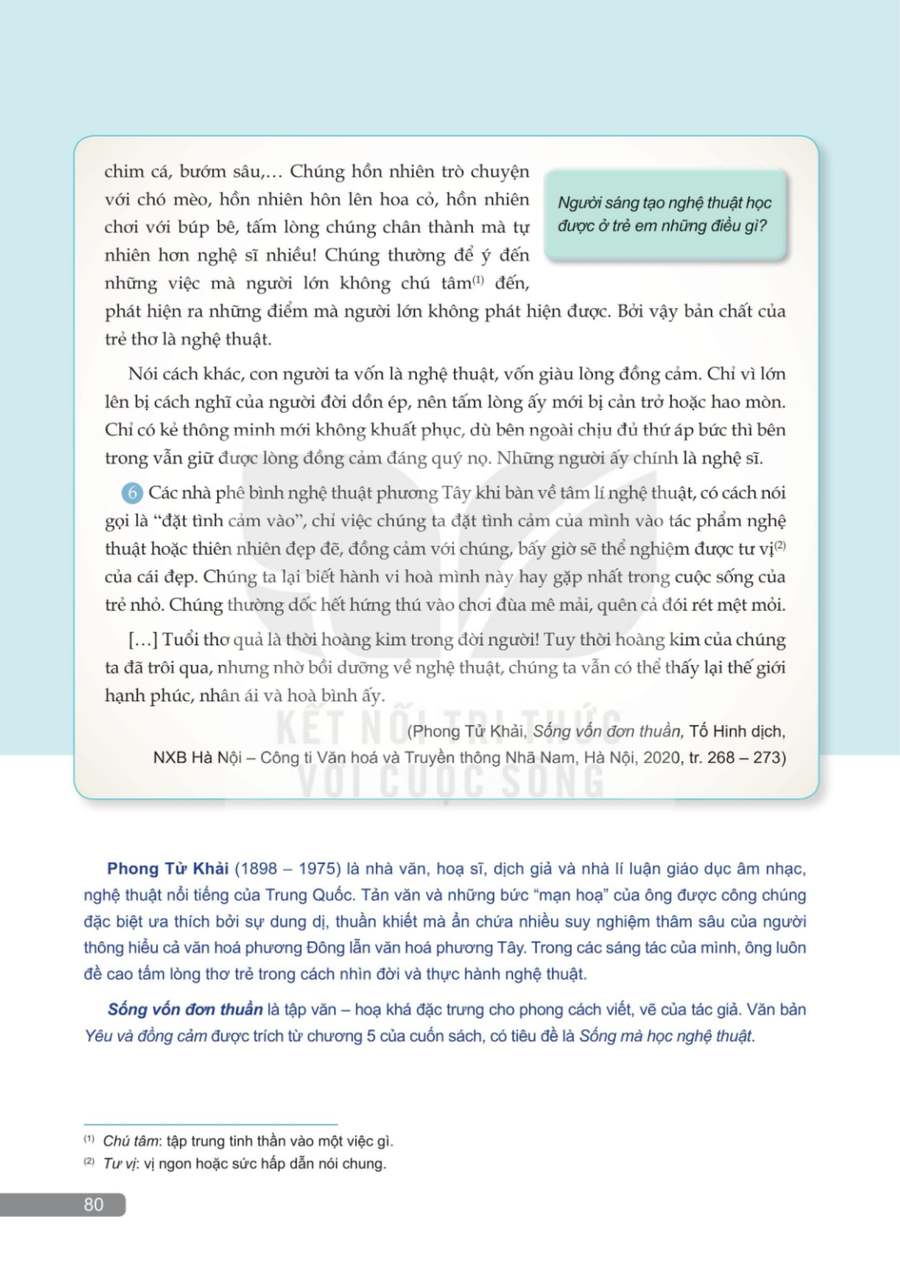 chim cá, bướm sâu,… Chúng hồn nhiên trò chuyện
với chó mèo, hồn nhiên hôn lên hoa cỏ, hồn nhiên
chơi với búp bê, tấm lòng chúng chân thành mà tự
nhiên hơn nghệ sĩ nhiều! Chúng thường để ý đến
những việc mà người lớn không chú tâm(1) đến,
phát hiện ra những điểm mà người lớn không phát hiện được. Bởi vậy bản chất của
trẻ thơ là nghệ thuật.
Người sáng tạo nghệ thuật học
được ở trẻ em những điều gì?
Nói cách khác, con người ta vốn là nghệ thuật, vốn giàu lòng đồng cảm. Chỉ vì lớn
lên bị cách nghĩ của người đời dồn ép, nên tấm lòng ấy mới bị cản trở hoặc hao mòn.
Chỉ có kẻ thông minh mới không khuất phục, dù bên ngoài chịu đủ thứ áp bức thì bên
trong vẫn giữ được lòng đồng cảm đáng quý nọ. Những người ấy chính là nghệ sĩ.
6 Các nhà phê bình nghệ thuật phương Tây khi bàn về tâm lí nghệ thuật, có cách nói
gọi là “đặt tình cảm vào”, chỉ việc chúng ta đặt tình cảm của mình vào tác phẩm nghệ
thuật hoặc thiên nhiên đẹp đẽ, đồng cảm với chúng, bấy giờ sẽ thể nghiệm được tư vị(2)
của cái đẹp. Chúng ta lại biết hành vi hoà mình này hay gặp nhất trong cuộc sống của
trẻ nhỏ. Chúng thường dốc hết hứng thú vào chơi đùa mê mải, quên cả đói rét mệt mỏi.
[…] Tuổi thơ quả là thời hoàng kim trong đời người! Tuy thời hoàng kim của chúng
ta đã trôi qua, nhưng nhờ bồi dưỡng về nghệ thuật, chúng ta vẫn có thể thấy lại thế giới
hạnh phúc, nhân ái và hoà bình ấy.
KẾT NỐI TRI THỨC
VỚI CUỘC SỐNG
(Phong Tử Khải, Sống vốn đơn thuần, Tố Hinh dịch,
NXB Hà Nội – Công ti Văn hoá và Truyền thông Nhã Nam, Hà Nội, 2020, tr. 268 – 273)
Phong Tử Khải (1898 – 1975) là nhà văn, hoạ sĩ, dịch giả và nhà lí luận giáo dục âm nhạc,
nghệ thuật nổi tiếng của Trung Quốc. Tản văn và những bức “mạn hoạ” của ông được công chúng
đặc biệt ưa thích bởi sự dung dị, thuần khiết mà ẩn chứa nhiều suy nghiệm thâm sâu của người
thông hiểu cả văn hoá phương Đông lẫn văn hoá phương Tây. Trong các sáng tác của mình, ông luôn
đề cao tấm lòng thơ trẻ trong cách nhìn đời và thực hành nghệ thuật.
Sống vốn đơn thuần là tập văn – hoạ khá đặc trưng cho phong cách viết, vẽ của tác giả. Văn bản
Yêu và đồng cảm được trích từ chương 5 của cuốn sách, có tiêu đề là Sống mà học nghệ thuật.
(1) Chú tâm: tập trung tinh thần vào một việc gì.
(2) Tư vị: vị ngon hoặc sức hấp dẫn nói chung.
80